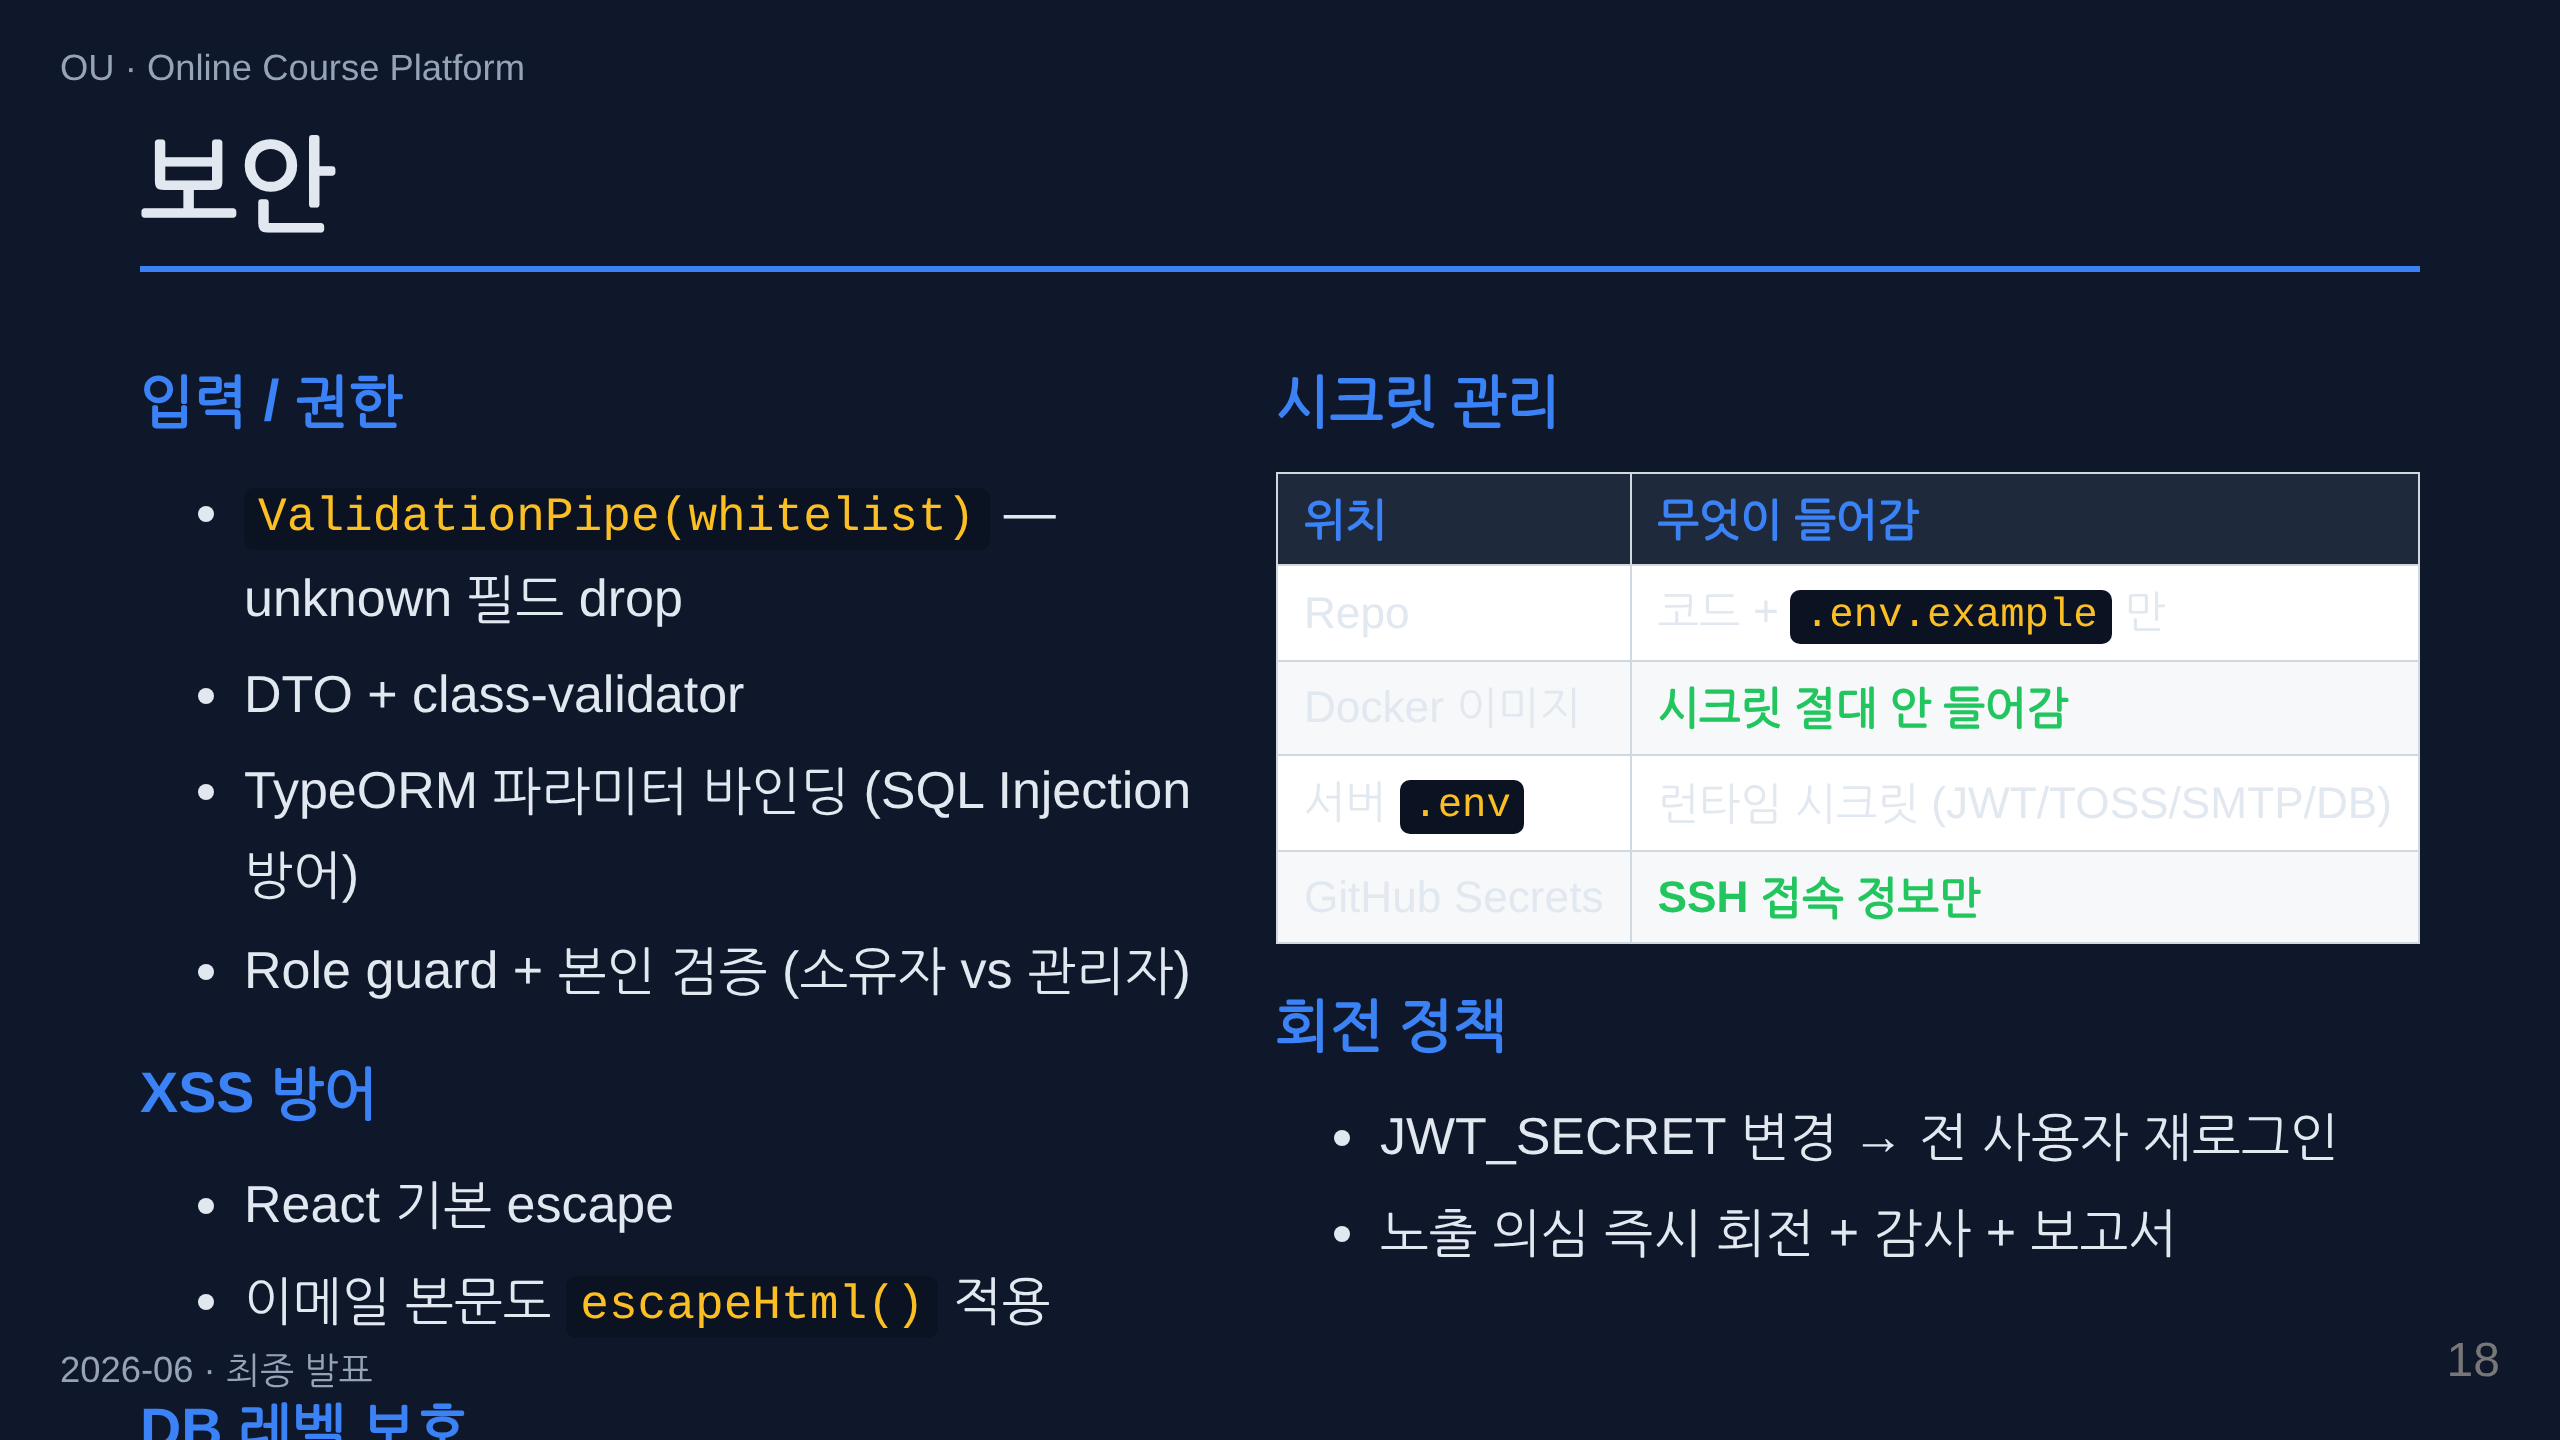 OU · Online Course Platform
보안
입력 / 권한
• ValidationPipe(whitelist) —
unknown 필드 drop
• DTO + class-validator
• TypeORM 파라미터 바인딩 (SQL Injection
방어)
• Role guard + 본인 검증 (소유자 vs 관리자)
XSS 방어
• React 기본 escape
• 이메일 본문도 escapeHtml() 적용
DB 레벨 보호
시크릿 관리
위치 무엇이 들어감
Repo 코드 + .env.example 만
Docker 이미지 시크릿 절대 안 들어감
서버 .env 런타임 시크릿 (JWT/TOSS/SMTP/DB)
GitHub Secrets SSH 접속 정보만
회전 정책
• JWT_SECRET 변경 → 전 사용자 재로그인
• 노출 의심 즉시 회전 + 감사 + 보고서
2026-06 · 최종 발표
18